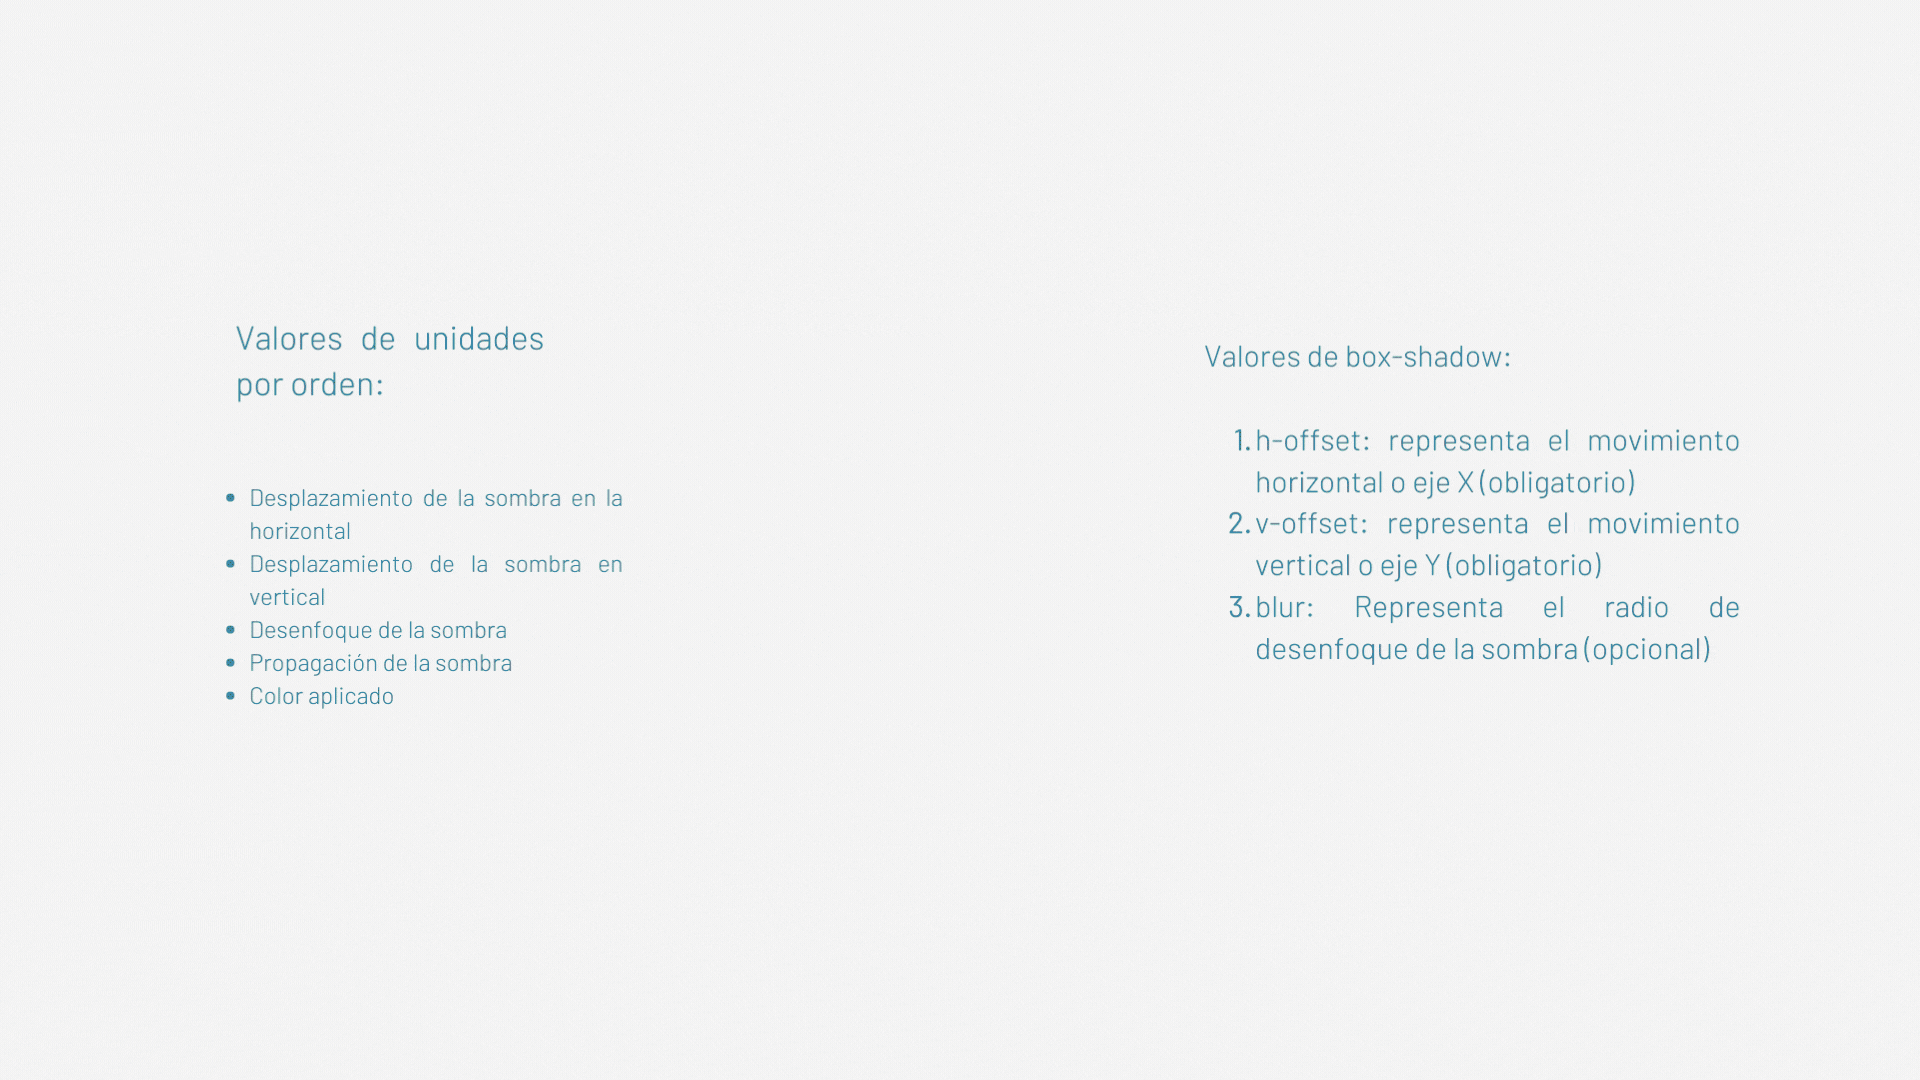 Valores de unidades
por orden:
• Desplazamiento de la sombra en la
horizontal
• Desplazamiento de la sombra en
vertical
• Desenfoque de la sombra
• Propagación de la sombra
• Color aplicado
Valores de box-shadow:
1. h-offset: representa el movimiento
horizontal o eje X (obligatorio)
2. v-offset: representa el movimiento
vertical o eje Y (obligatorio)
3. blur: Representa el radio de
desenfoque de la sombra (opcional)